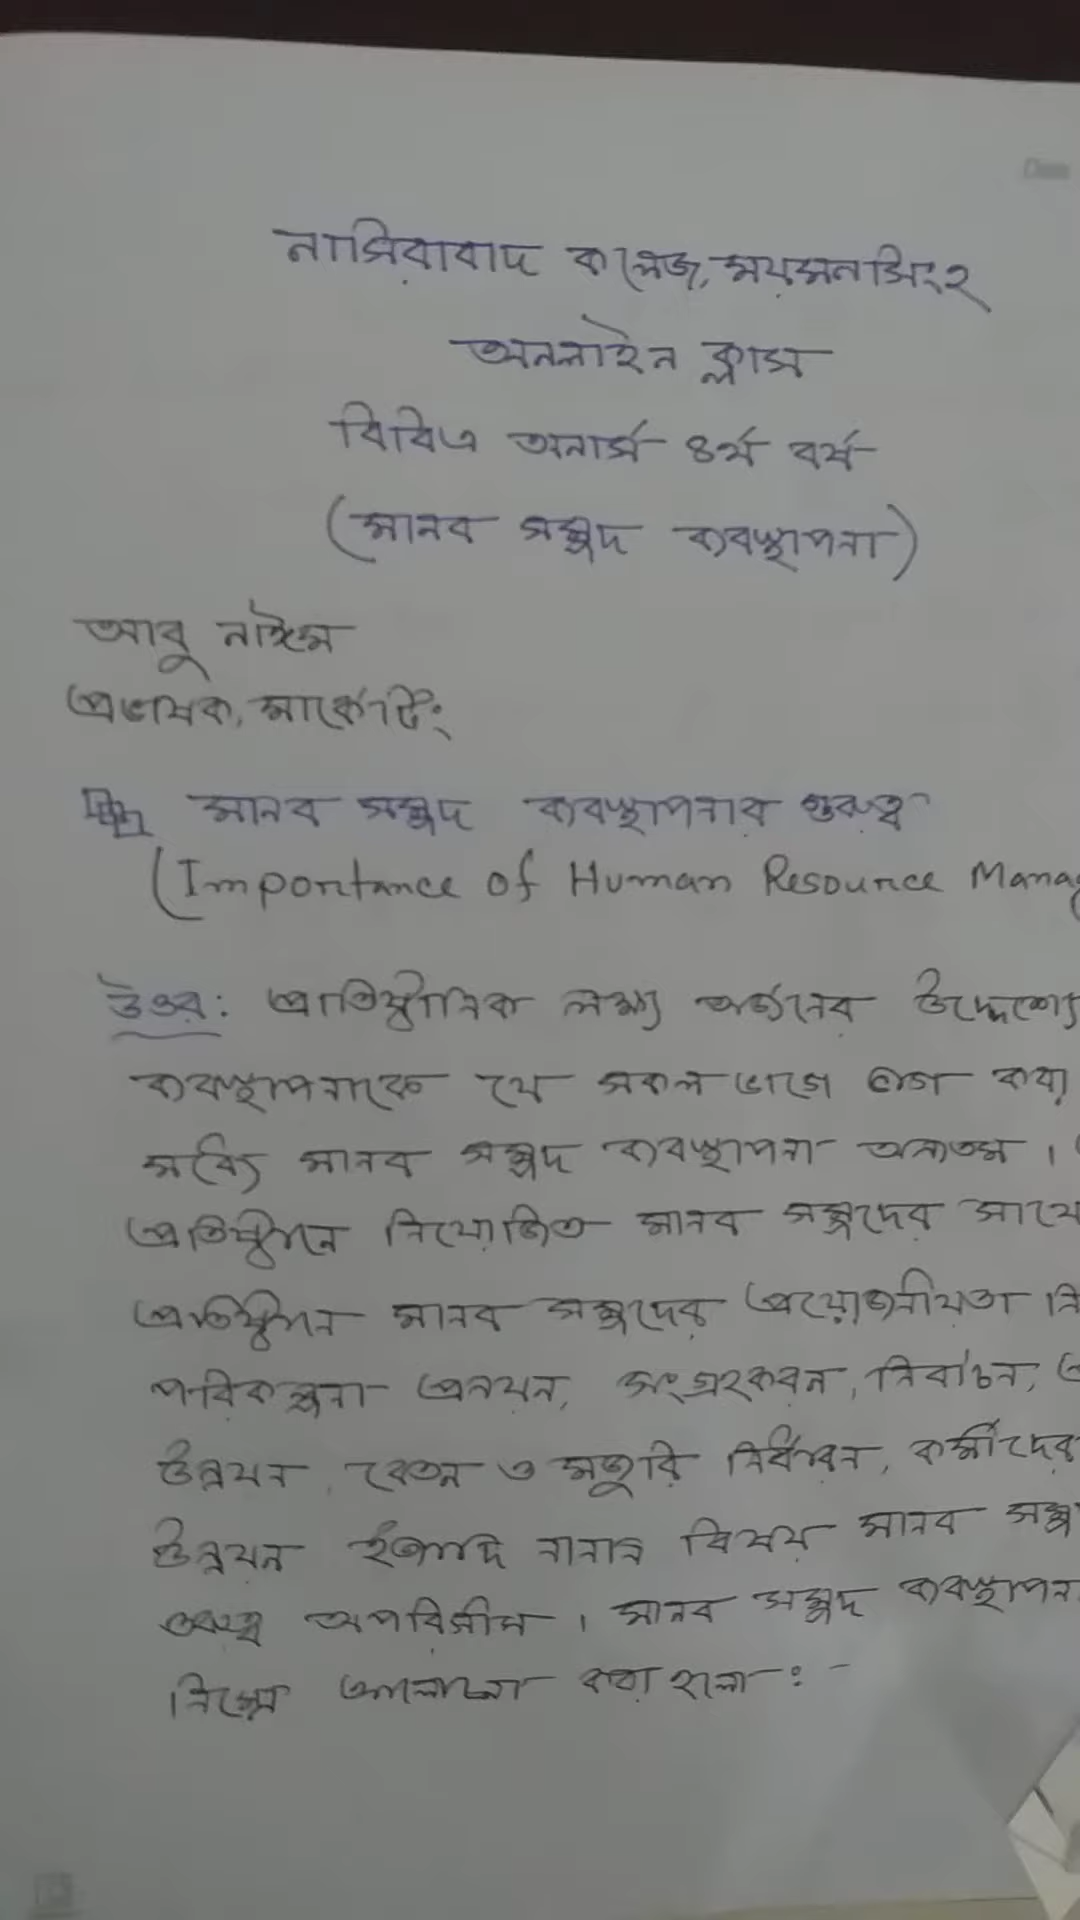 নাসিরাবাদ কলেজ, ময়মনসিংহ
অনলাইন ক্লাস
বিবিএ অনার্স ৪র্থ বর্ষ
(মানব সম্পদ ব্যবস্থাপনা)
আবু নাঈম
প্রভাষক, মার্কেটিং
মানব সম্পদ ব্যবস্থাপনার গুরুত্ব
(Importance of Human Resource Mana
উত্তর: প্রাতিষ্ঠানিক লক্ষ্য অর্জনের উদ্দেশ্যে
ব্যবস্থাপনাকে যে সকল ভাগে ভাগ করা
মধ্যে মানব সম্পদ ব্যবস্থাপনা অন্যতম ।
প্রতিষ্ঠানে নিয়োজিত মানব সম্পদের সাথে
প্রতিষ্ঠানে মানব সম্পদের প্রয়োজনীয়তা নি
পরিকল্পনা প্রনয়ন, সংগ্রহকরন, নির্বাচন,
উন্নয়ন, বেতন ও মজুরি নির্ধারন, কর্মীদের
উন্নয়ন ইত্যাদি নানান বিষয় মানব সম্প
গুরুত্ব অপরিসীম । মানব সম্পদ ব্যবস্থাপন
নিম্নে আলোচনা করা হলো :-